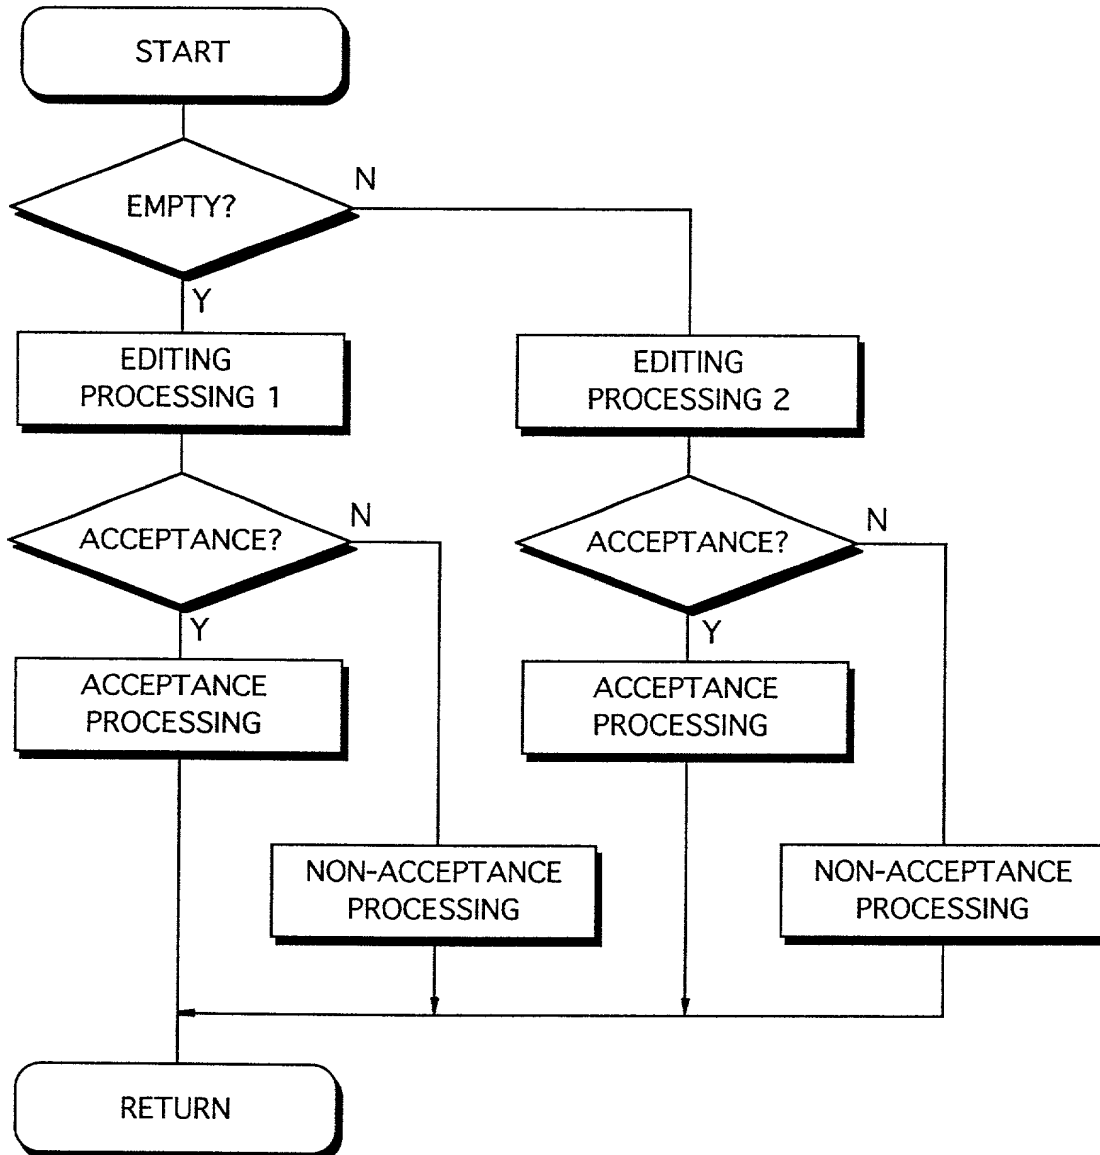 START
EMPTY?
N
Y
EDITING
PROCESSING 1
EDITING
PROCESSING 2
ACCEPTANCE?
N
ACCEPTANCE?
N
Y
Y
ACCEPTANCE
PROCESSING
ACCEPTANCE
PROCESSING
NON-ACCEPTANCE
PROCESSING
NON-ACCEPTANCE
PROCESSING
RETURN